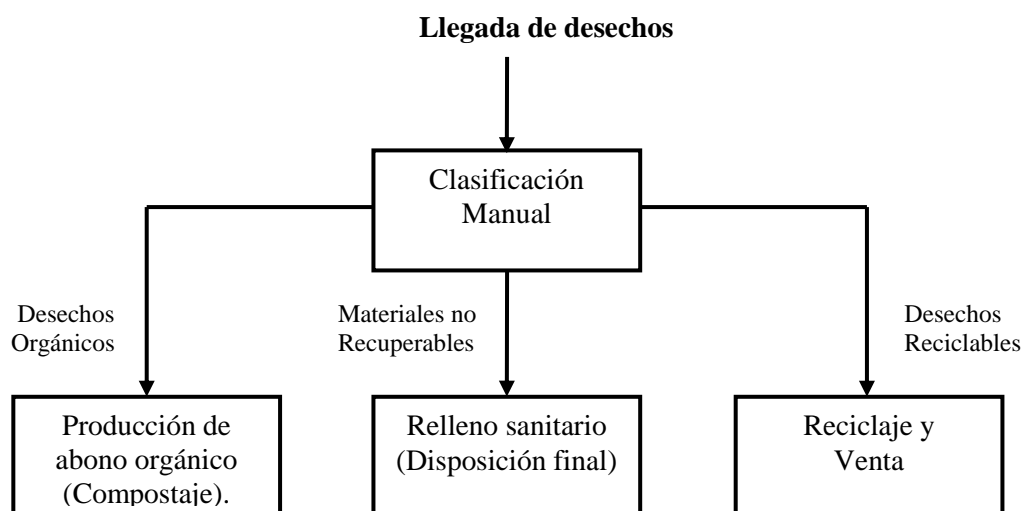 Llegada de desechos
Clasificación
Manual
Desechos
Orgánicos
Materiales no
Recuperables
Desechos
Reciclables
Producción de
abono orgánico
(Compostaje).
Relleno sanitario
(Disposición final)
Reciclaje y
Venta